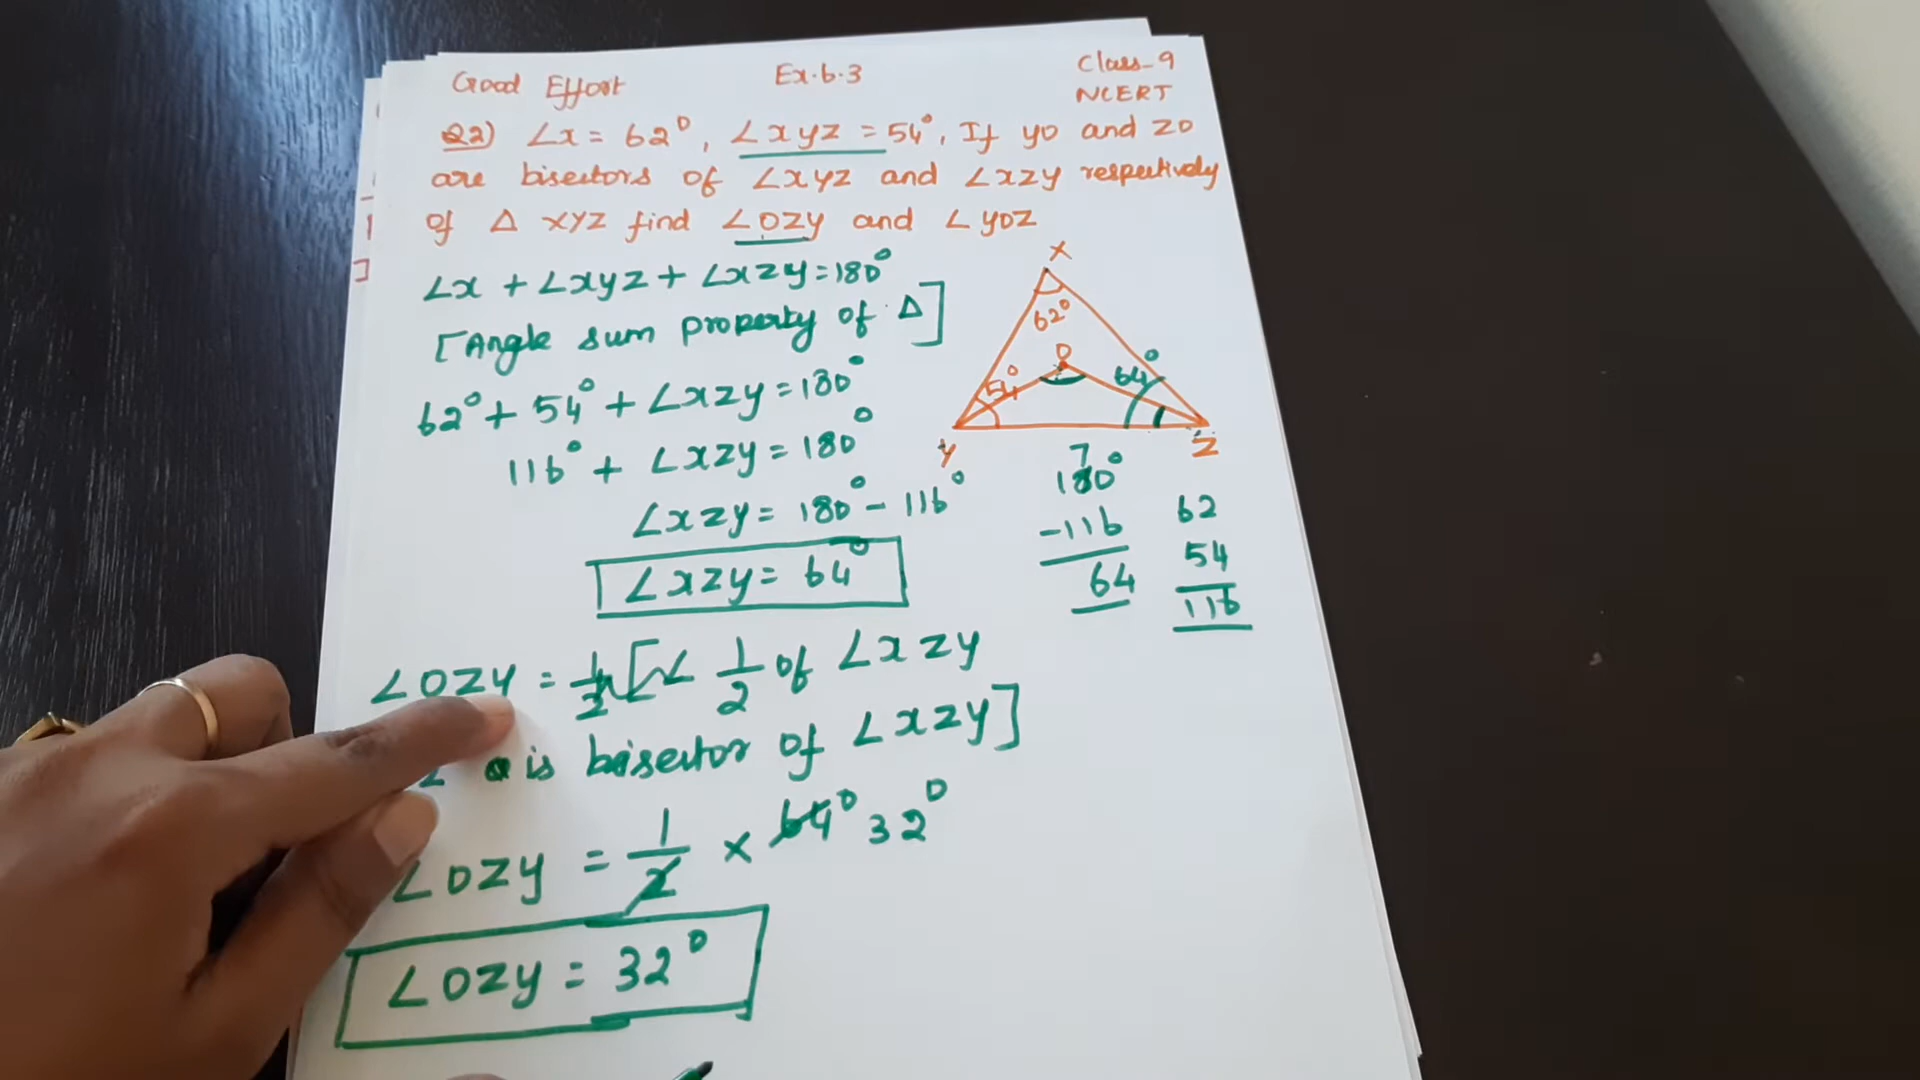 Good Effort Ex.6.3 Class-9
NCERT
Q2) ∠x = 62°, ∠xyz = 54°, If yo and zo
are bisectors of ∠xyz and ∠xzy respectively
of Δ XYZ find ∠OZY and ∠YOZ
∠x + ∠xyz + ∠xzy = 180°
[Angle sum property of Δ]
62° + 54° + ∠xzy = 180°
116° + ∠xzy = 180°
∠xzy = 180° - 116°
∠xzy = 64°
∠OZY = 1/2 of ∠xzy
is bisector of ∠xzy]
∠OZY = 1/2 × 64° 32°
∠OZY = 32°
X
62°
O
54°
64°
Y
Z
7
180°
-116
64
62
54
116